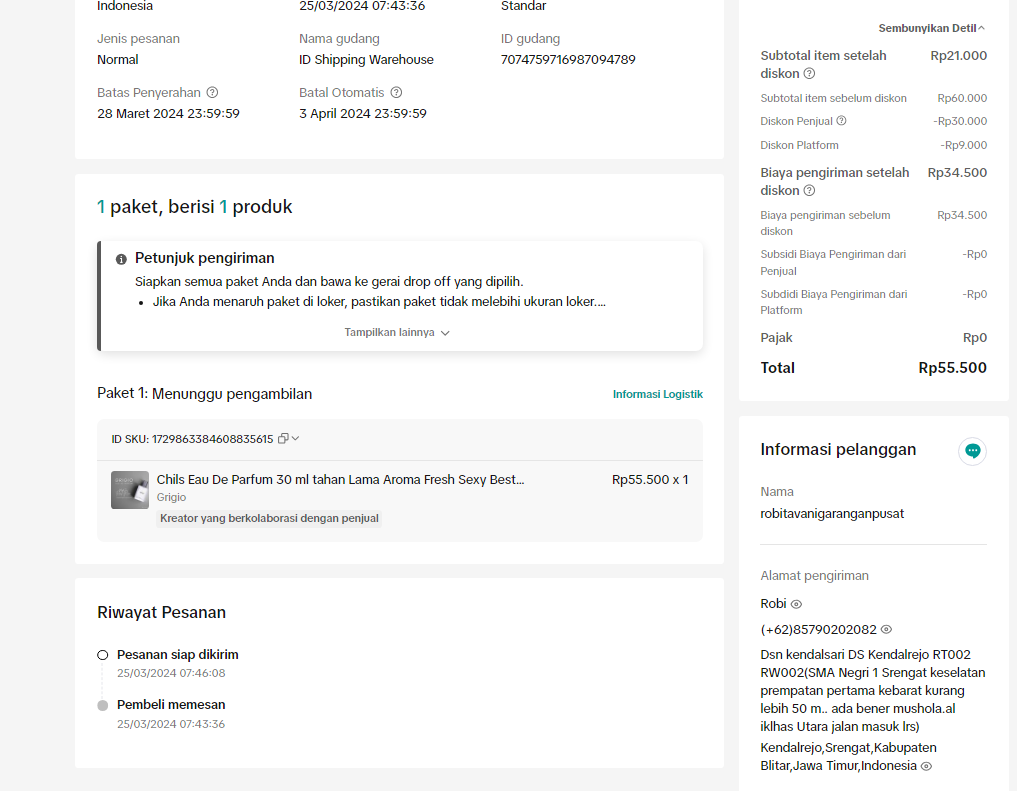 Indonesia 25/03/2024 07:43:36 Standar
Jenis pesanan Nama gudang ID gudang
Normal ID Shipping Warehouse 7074759716987094789
Batas Penyerahan Batal Otomatis
28 Maret 2024 23:59:59 3 April 2024 23:59:59
1 paket, berisi 1 produk
Petunjuk pengiriman
Siapkan semua paket Anda dan bawa ke gerai drop off yang dipilih.
• Jika Anda menaruh paket di loker, pastikan paket tidak melebihi ukuran loker....
Tampilkan lainnya
Paket 1: Menunggu pengambilan Informasi Logistik
ID SKU: 1729863384608835615
Chils Eau De Parfum 30 ml tahan Lama Aroma Fresh Sexy Best... Rp55.500 x 1
Grigio
Kreator yang berkolaborasi dengan penjual
Riwayat Pesanan
Pesanan siap dikirim
25/03/2024 07:46:08
Pembeli memesan
25/03/2024 07:43:36
Sembunyikan Detil
Subtotal item setelah Rp21.000
diskon
Subtotal item sebelum diskon Rp60.000
Diskon Penjual -Rp30.000
Diskon Platform -Rp9.000
Biaya pengiriman setelah Rp34.500
diskon
Biaya pengiriman sebelum Rp34.500
diskon
Subsidi Biaya Pengiriman dari -Rp0
Penjual
Subdidi Biaya Pengiriman dari -Rp0
Platform
Pajak Rp0
Total Rp55.500
Informasi pelanggan
Nama
robitavanigaranganpusat
Alamat pengiriman
Robi
(+62)85790202082
Dsn kendalsari DS Kendalrejo RT002
RW002(SMA Negri 1 Srengat keselatan
prempatan pertama kebarat kurang
lebih 50 m.. ada bener mushola.al
iklhas Utara jalan masuk lrs)
Kendalrejo,Srengat,Kabupaten
Blitar,Jawa Timur,Indonesia